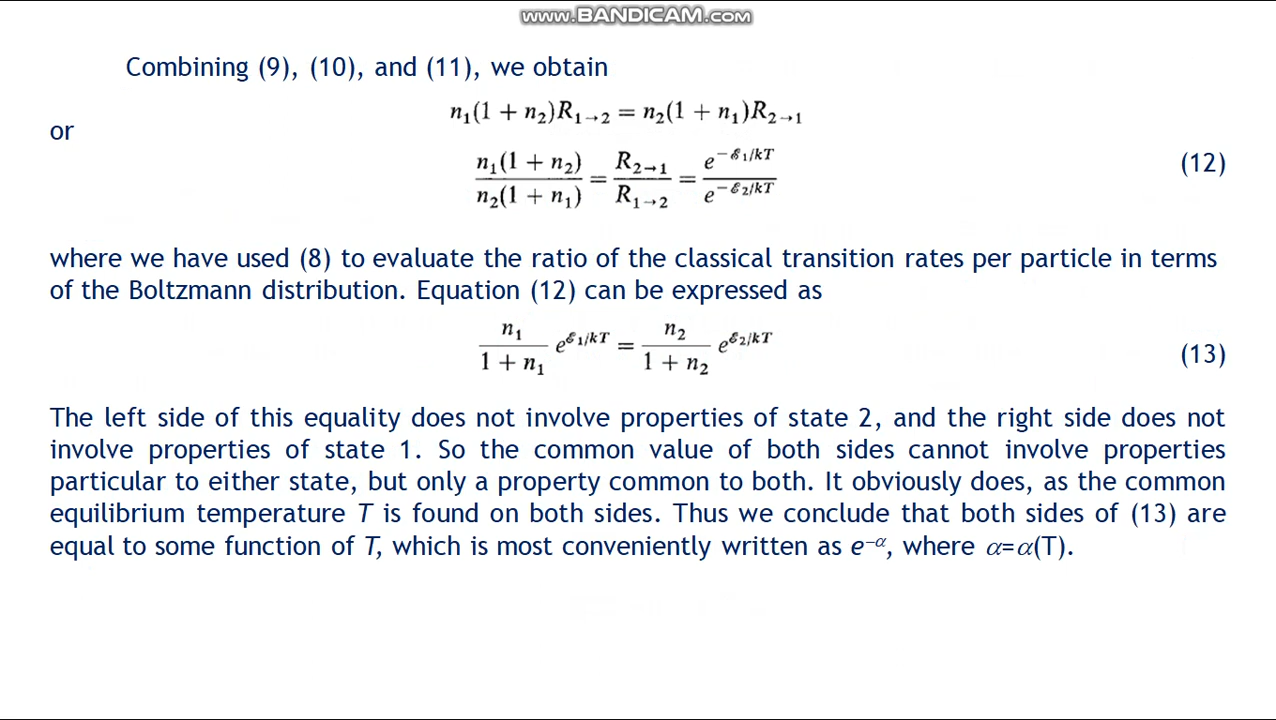 www.BANDICAM.com
Combining (9), (10), and (11), we obtain
n₁(1 + n₂)R₁→₂ = n₂(1 + n₁)R₂→₁
or
n₁(1 + n₂) / n₂(1 + n₁) = R₂→₁ / R₁→₂ = e^(−ℰ₁/kT) / e^(−ℰ₂/kT) (12)
where we have used (8) to evaluate the ratio of the classical transition rates per particle in terms
of the Boltzmann distribution. Equation (12) can be expressed as
n₁ / (1 + n₁) e^(ℰ₁/kT) = n₂ / (1 + n₂) e^(ℰ₂/kT) (13)
The left side of this equality does not involve properties of state 2, and the right side does not
involve properties of state 1. So the common value of both sides cannot involve properties
particular to either state, but only a property common to both. It obviously does, as the common
equilibrium temperature T is found on both sides. Thus we conclude that both sides of (13) are
equal to some function of T, which is most conveniently written as e^(−α), where α=α(T).